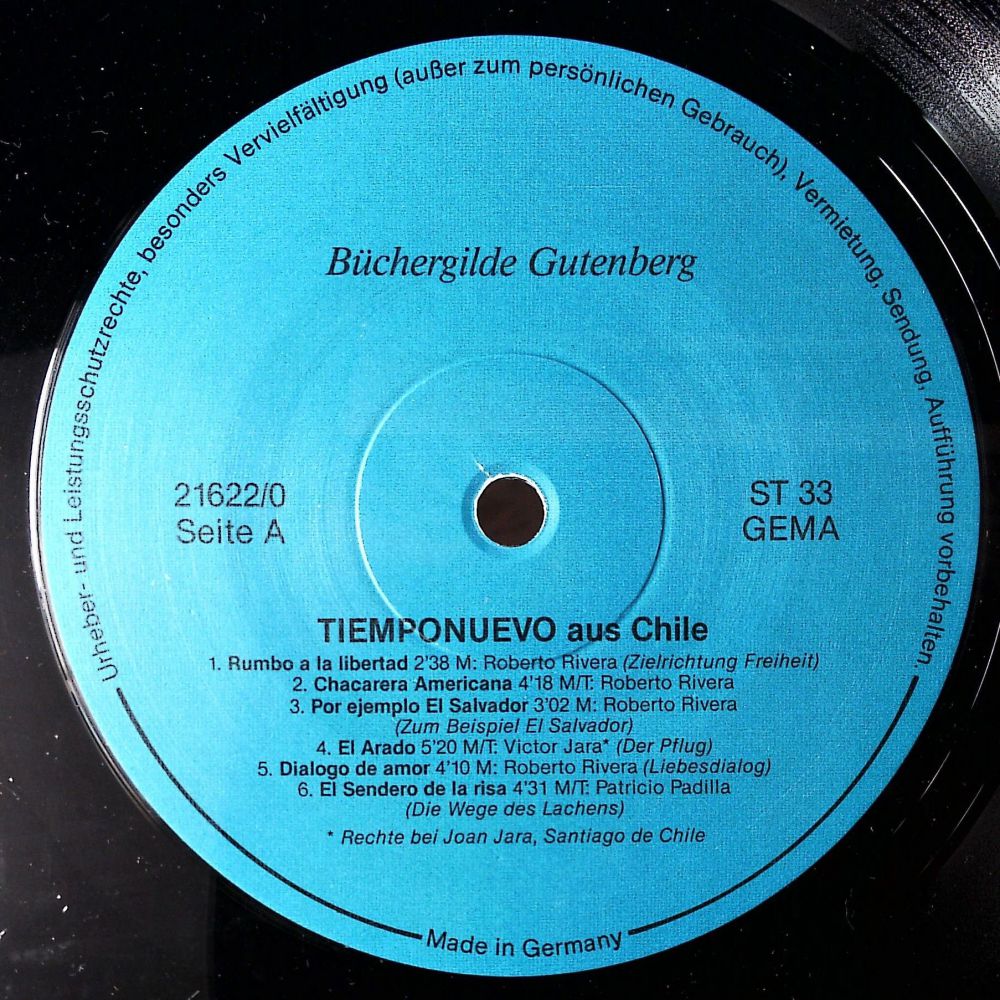 Urheber- und Leistungsschutzrechte, besonders Vervielfältigung (außer zum persönlichen Gebrauch), Vermietung, Sendung, Aufführung vorbehalten.
Büchergilde Gutenberg
21622/0
Seite A
ST 33
GEMA
TIEMPONUEVO aus Chile
1. Rumbo a la libertad 2'38 M: Roberto Rivera (Zielrichtung Freiheit)
2. Chacarera Americana 4'18 M/T: Roberto Rivera
3. Por ejemplo El Salvador 3'02 M: Roberto Rivera
(Zum Beispiel El Salvador)
4. El Arado 5'20 M/T: Victor Jara* (Der Pflug)
5. Dialogo de amor 4'10 M: Roberto Rivera (Liebesdialog)
6. El Sendero de la risa 4'31 M/T: Patricio Padilla
(Die Wege des Lachens)
* Rechte bei Joan Jara, Santiago de Chile
Made in Germany